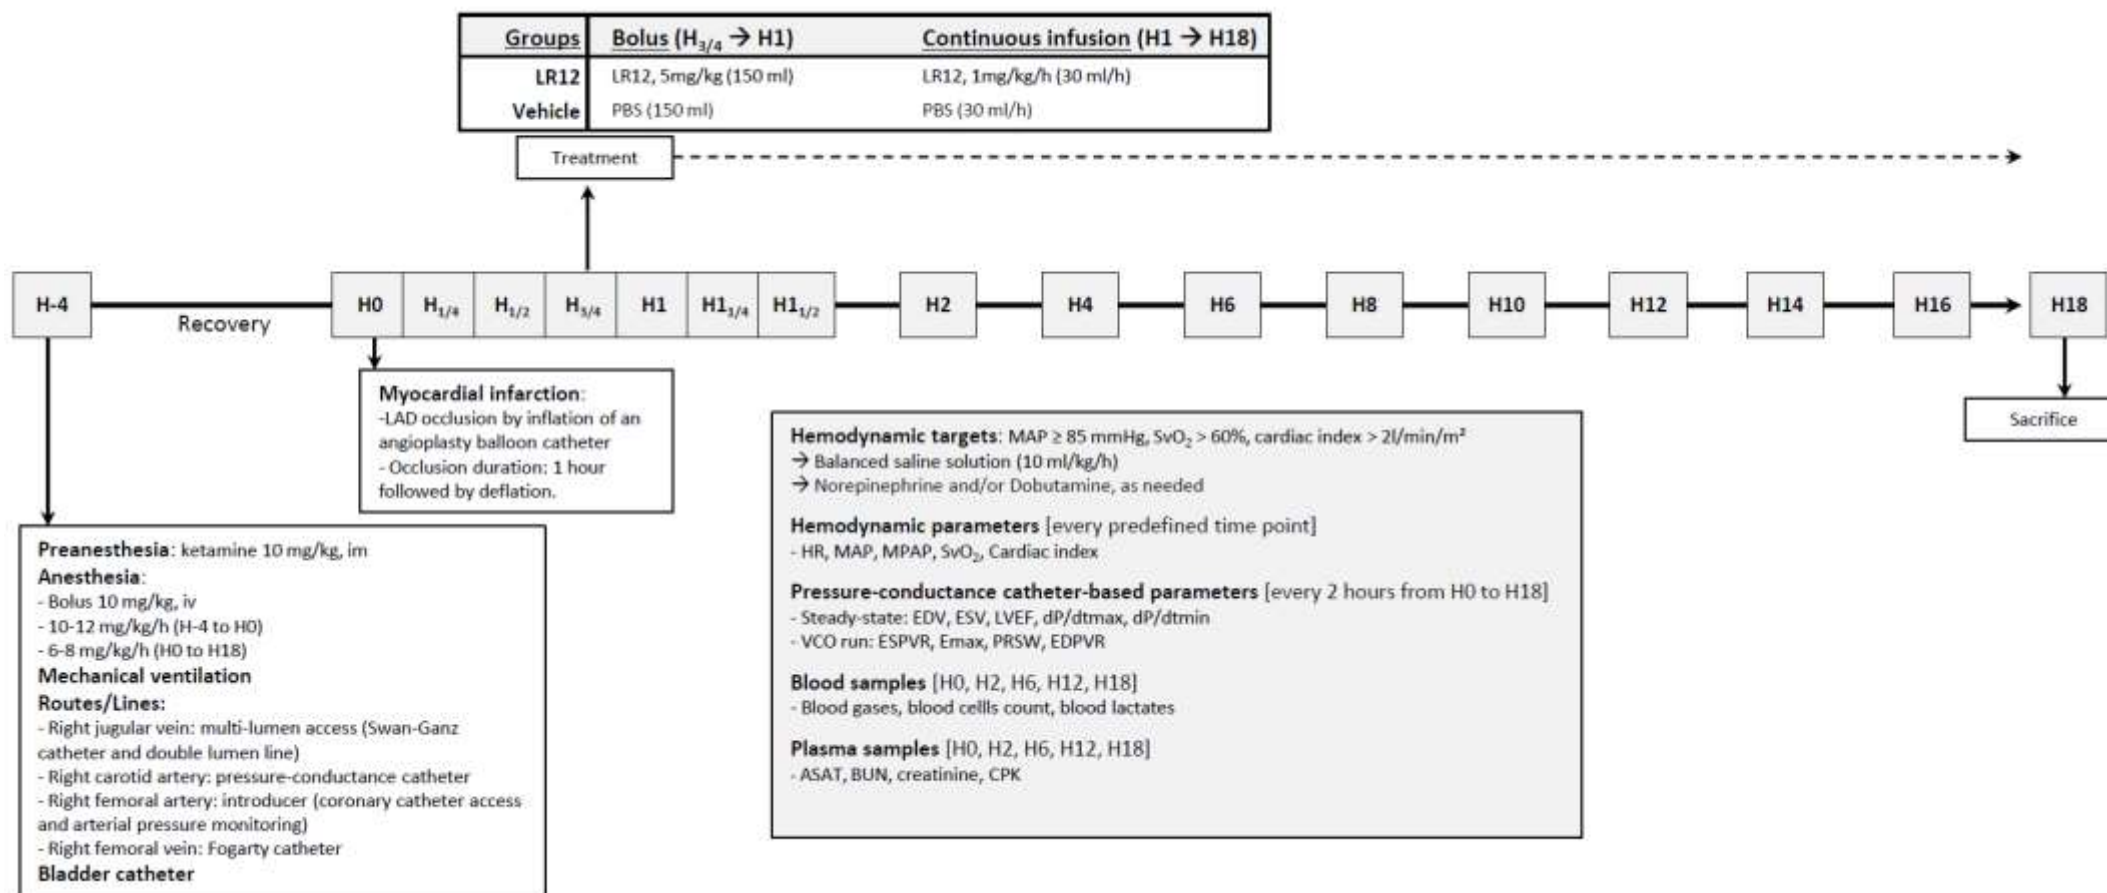 Groups Bolus (H3/4 → H1) Continuous infusion (H1 → H18)
LR12 LR12, 5mg/kg (150 ml) LR12, 1mg/kg/h (30 ml/h)
Vehicle PBS (150 ml) PBS (30 ml/h)
Treatment
H-4 H0 H1/4 H1/2 H3/4 H1 H11/4 H11/2 H2 H4 H6 H8 H10 H12 H14 H16 H18
Recovery
Myocardial infarction:
-LAD occlusion by inflation of an
angioplasty balloon catheter
- Occlusion duration: 1 hour
followed by deflation.
Sacrifice
Preanesthesia: ketamine 10 mg/kg, im
Anesthesia:
- Bolus 10 mg/kg, iv
- 10-12 mg/kg/h (H-4 to H0)
- 6-8 mg/kg/h (H0 to H18)
Mechanical ventilation
Routes/Lines:
- Right jugular vein: multi-lumen access (Swan-Ganz
catheter and double lumen line)
- Right carotid artery: pressure-conductance catheter
- Right femoral artery: introducer (coronary catheter access
and arterial pressure monitoring)
- Right femoral vein: Fogarty catheter
Bladder catheter
Hemodynamic targets: MAP ≥ 85 mmHg, SvO2 > 60%, cardiac index > 2l/min/m²
→ Balanced saline solution (10 ml/kg/h)
→ Norepinephrine and/or Dobutamine, as needed
Hemodynamic parameters [every predefined time point]
- HR, MAP, MPAP, SvO2, Cardiac index
Pressure-conductance catheter-based parameters [every 2 hours from H0 to H18]
- Steady-state: EDV, ESV, LVEF, dP/dtmax, dP/dtmin
- VCO run: ESPVR, Emax, PRSW, EDPVR
Blood samples [H0, H2, H6, H12, H18]
- Blood gases, blood cellls count, blood lactates
Plasma samples [H0, H2, H6, H12, H18]
- ASAT, BUN, creatinine, CPK